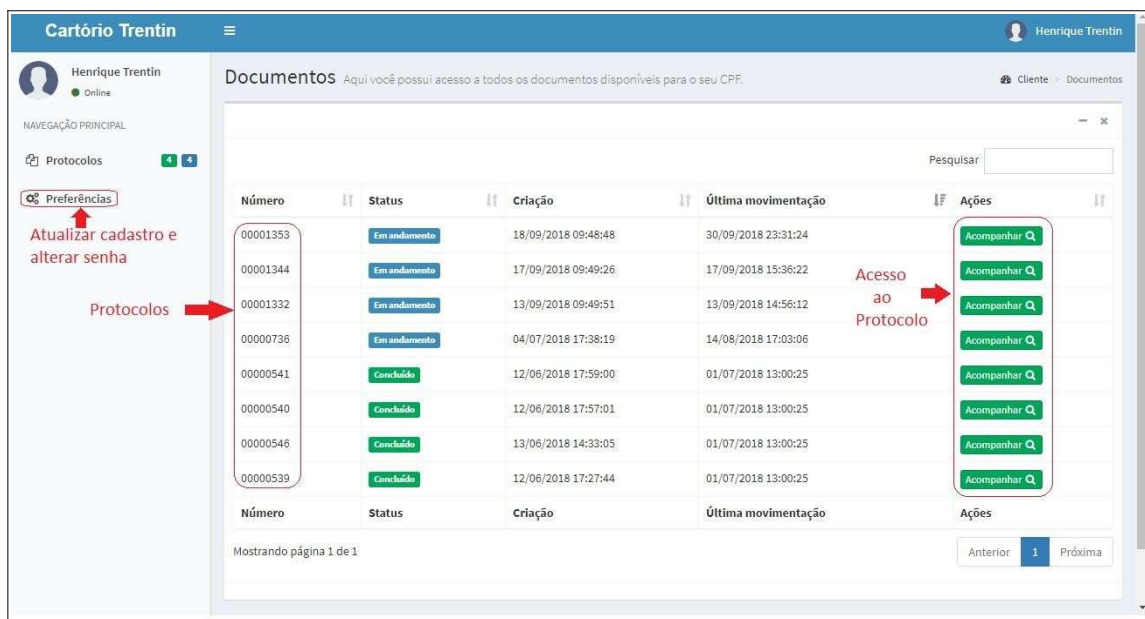 Cartório Trentin
Henrique Trentin
Henrique Trentin
Online
Documentos Aqui você possui acesso a todos os documentos disponíveis para o seu CPF.
Cliente > Documentos
NAVEGAÇÃO PRINCIPAL
Protocolos 4 4
Preferências
Atualizar cadastro e
alterar senha
Protocolos
Pesquisar
Número Status Criação Última movimentação Ações
00001353 Em andamento 18/09/2018 09:48:48 30/09/2018 23:31:24 Acompanhar
00001344 Em andamento 17/09/2018 09:49:26 17/09/2018 15:36:22 Acompanhar
00001332 Em andamento 13/09/2018 09:49:51 13/09/2018 14:56:12 Acompanhar
00000736 Em andamento 04/07/2018 17:38:19 14/08/2018 17:03:06 Acompanhar
00000541 Concluído 12/06/2018 17:59:00 01/07/2018 13:00:25 Acompanhar
00000540 Concluído 12/06/2018 17:57:01 01/07/2018 13:00:25 Acompanhar
00000546 Concluído 13/06/2018 14:33:05 01/07/2018 13:00:25 Acompanhar
00000539 Concluído 12/06/2018 17:27:44 01/07/2018 13:00:25 Acompanhar
Número Status Criação Última movimentação Ações
Acesso
ao
Protocolo
Mostrando página 1 de 1
Anterior 1 Próxima